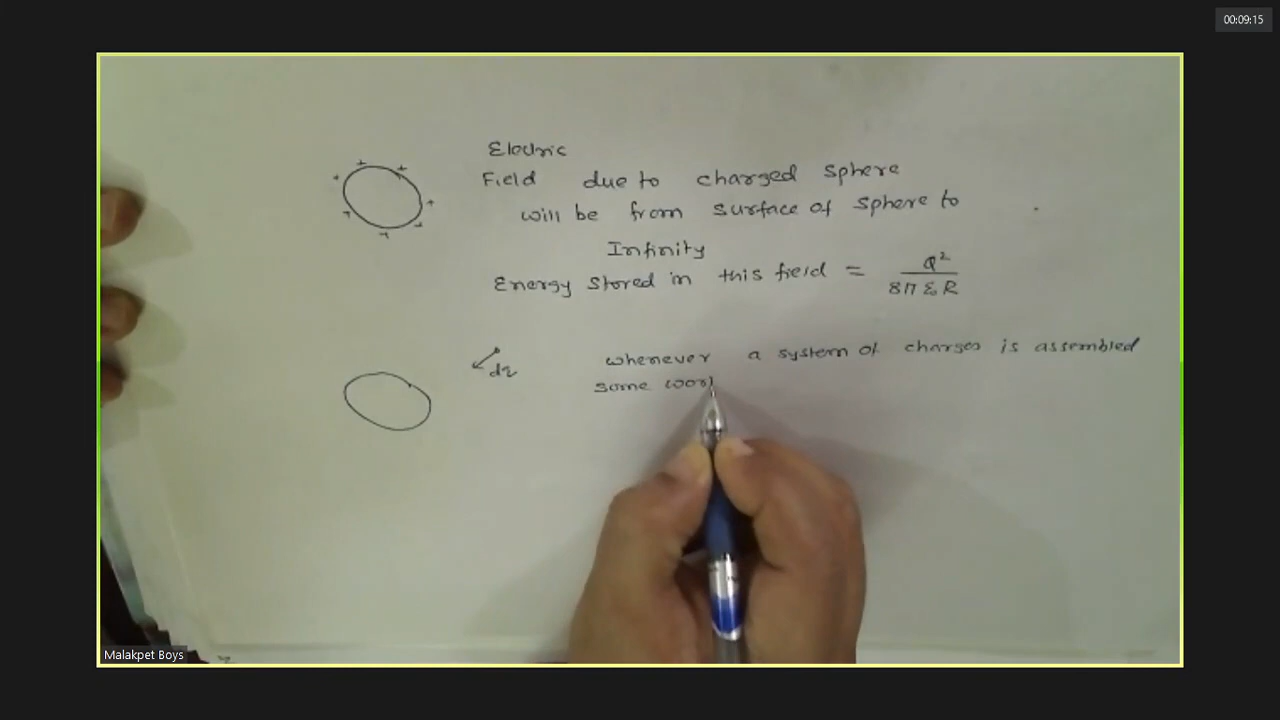 00:09:15
Electric
Field due to charged sphere
will be from surface of sphere to
Infinity
Energy stored in this field = Q²/8πε₀R
whenever a system of charges is assembled
dq
some work
Malakpet Boys